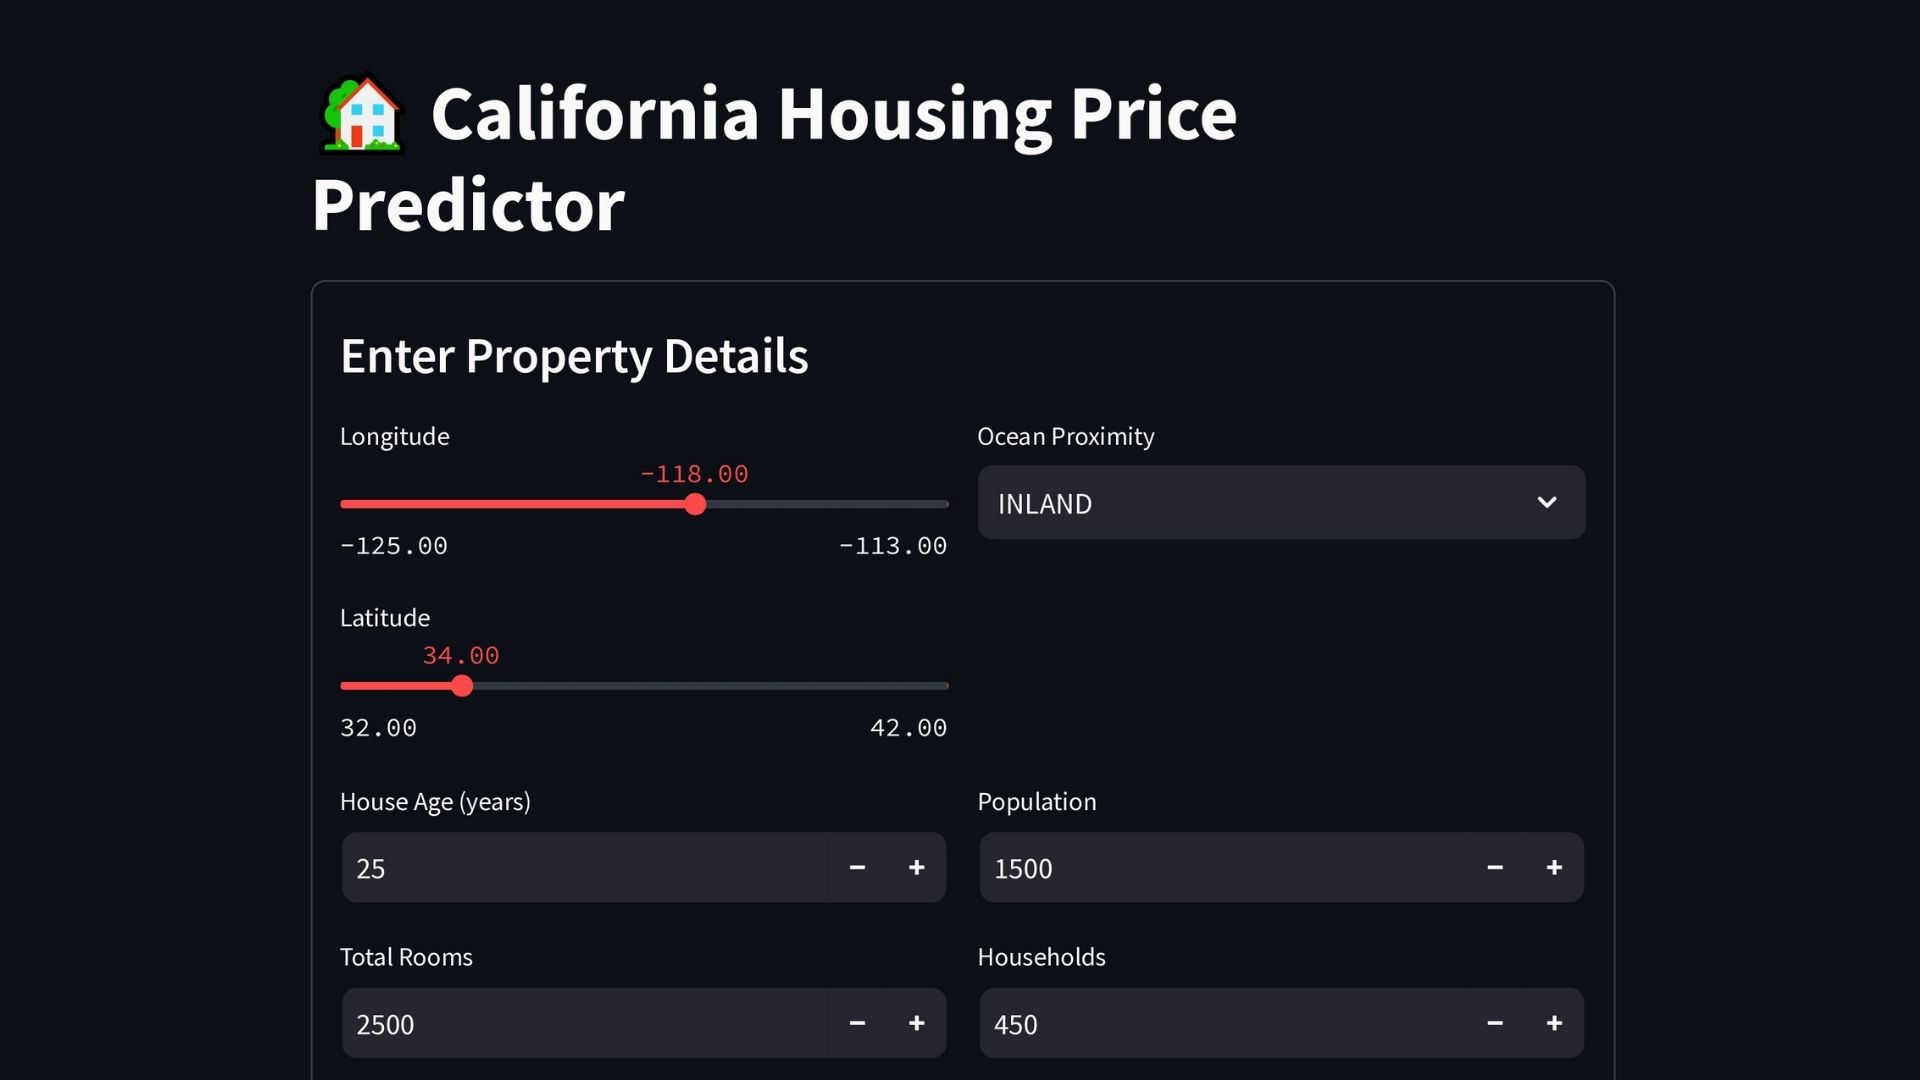 California Housing Price
Predictor
Enter Property Details
Longitude
-118.00
-125.00 -113.00
Ocean Proximity
INLAND
Latitude
34.00
32.00 42.00
House Age (years)
25
Population
1500
Total Rooms
2500
Households
450